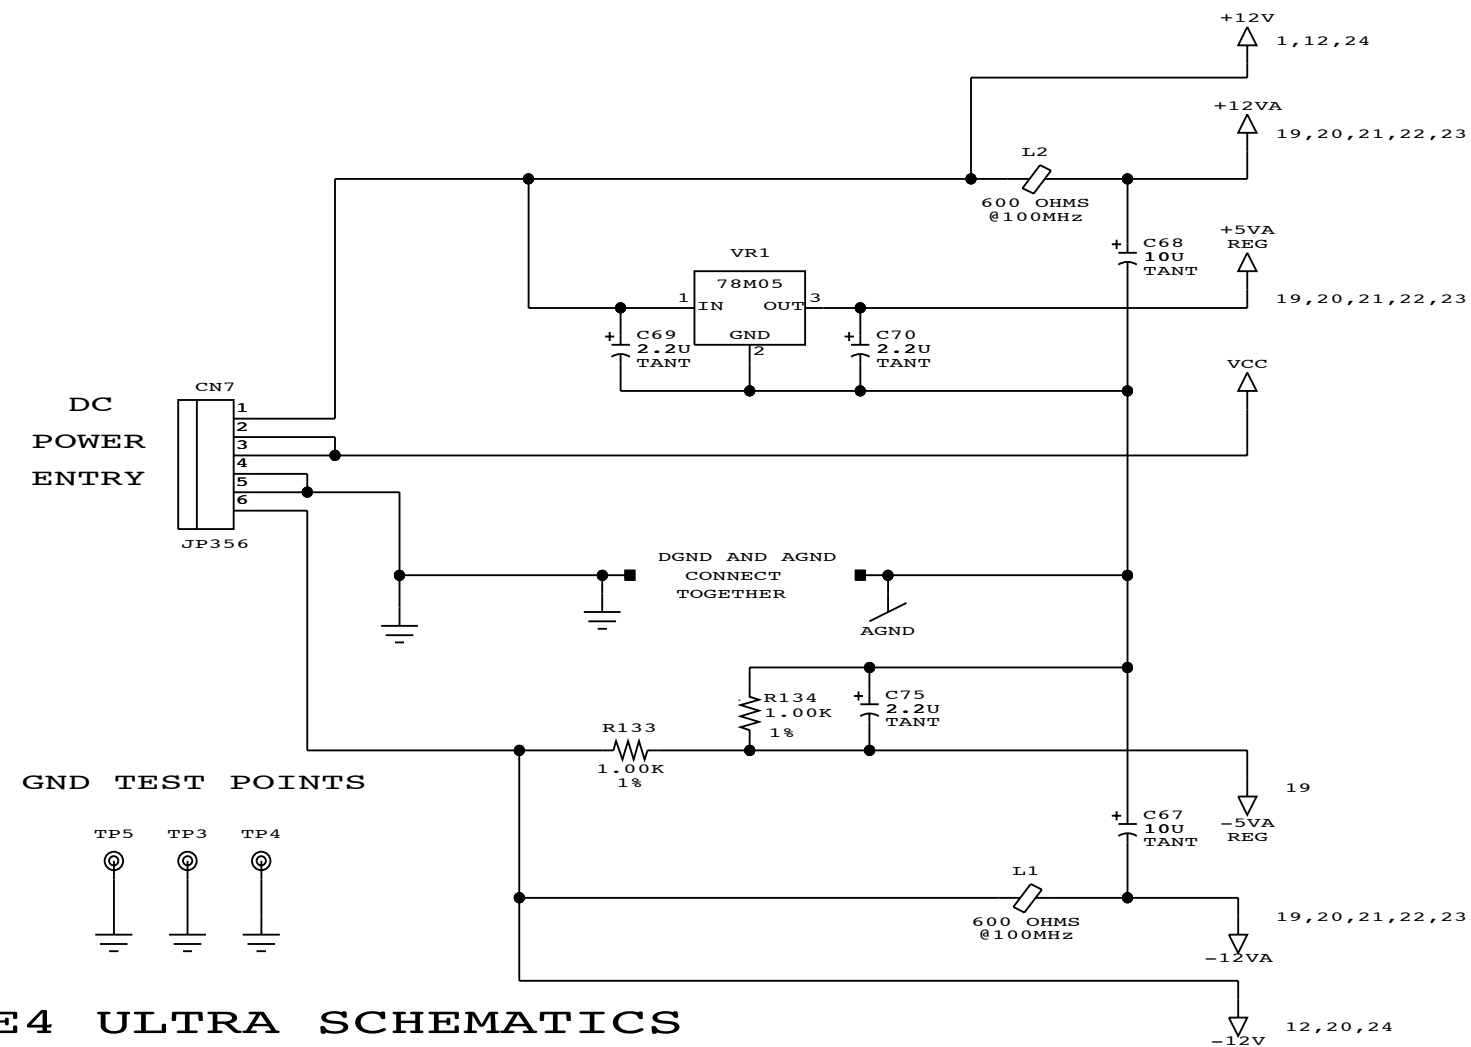 +12V
1,12,24
+12VA
19,20,21,22,23
L2
600 OHMS
@100MHz
+5VA
REG
19,20,21,22,23
+
C68
10U
TANT
VR1
78M05
1
IN
OUT
3
GND
2
+
C69
2.2U
TANT
+
C70
2.2U
TANT
VCC
CN7
DC
POWER
ENTRY
1
2
3
4
5
6
JP356
DGND AND AGND
CONNECT
TOGETHER
AGND
R134
1.00K
1%
+
C75
2.2U
TANT
R133
1.00K
1%
GND TEST POINTS
TP5
TP3
TP4
19
-5VA
REG
+
C67
10U
TANT
L1
600 OHMS
@100MHz
19,20,21,22,23
-12VA
E4 ULTRA SCHEMATICS
12,20,24
-12V